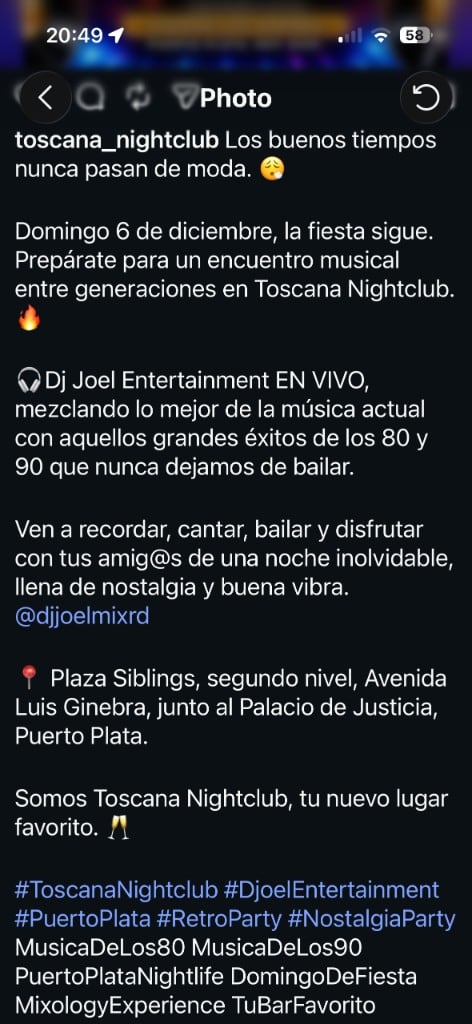 20:49
58
Photo
toscana_nightclub Los buenos tiempos
nunca pasan de moda. 😮‍💨
Domingo 6 de diciembre, la fiesta sigue.
Prepárate para un encuentro musical
entre generaciones en Toscana Nightclub.
🔥
🎧Dj Joel Entertainment EN VIVO,
mezclando lo mejor de la música actual
con aquellos grandes éxitos de los 80 y
90 que nunca dejamos de bailar.
Ven a recordar, cantar, bailar y disfrutar
con tus amig@s de una noche inolvidable,
llena de nostalgia y buena vibra.
@djjoelmixrd
📍 Plaza Siblings, segundo nivel, Avenida
Luis Ginebra, junto al Palacio de Justicia,
Puerto Plata.
Somos Toscana Nightclub, tu nuevo lugar
favorito. 🥂
#ToscanaNightclub #DjoelEntertainment
#PuertoPlata #RetroParty #NostalgiaParty
MusicaDeLos80 MusicaDeLos90
PuertoPlataNightlife DomingoDeFiesta
MixologyExperience TuBarFavorito